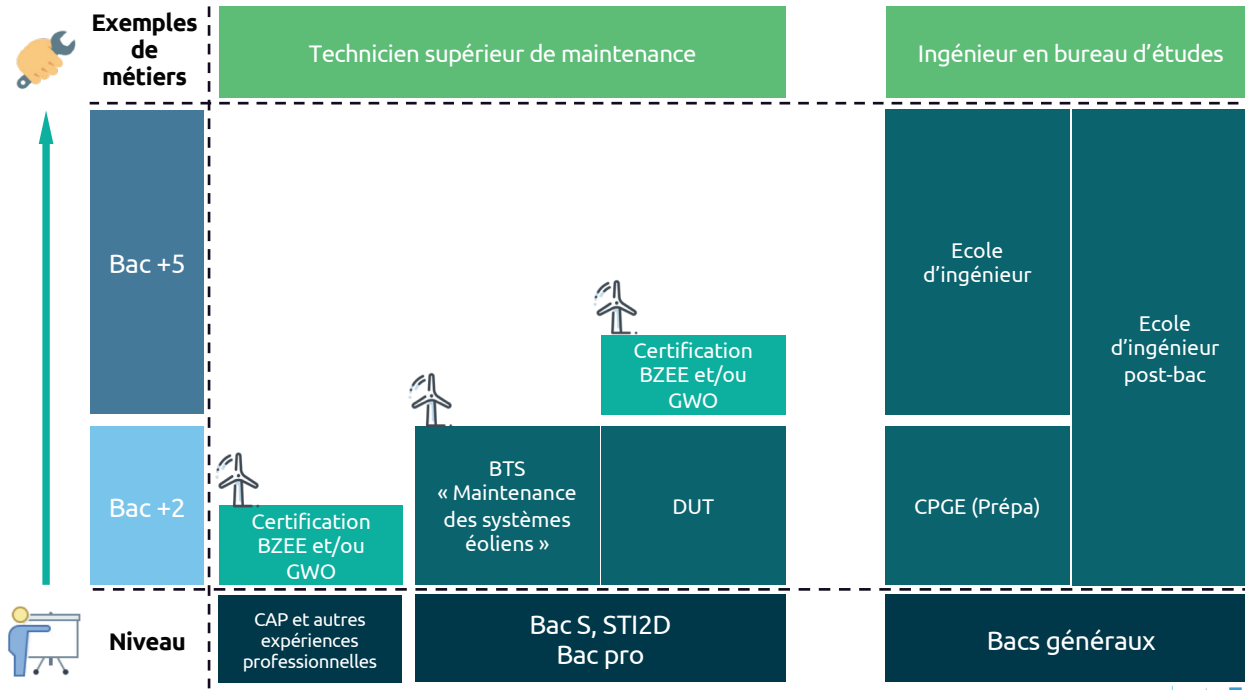 Exemples
de
métiers
Technicien supérieur de maintenance
Ingénieur en bureau d'études
Bac +5
Ecole
d'ingénieur
Ecole
d'ingénieur
post-bac
Certification
BZEE et/ou
GWO
Bac +2
Certification
BZEE et/ou
GWO
BTS
« Maintenance
des systèmes
éoliens »
DUT
CPGE (Prépa)
Niveau
CAP et autres
expériences
professionnelles
Bac S, STI2D
Bac pro
Bacs généraux